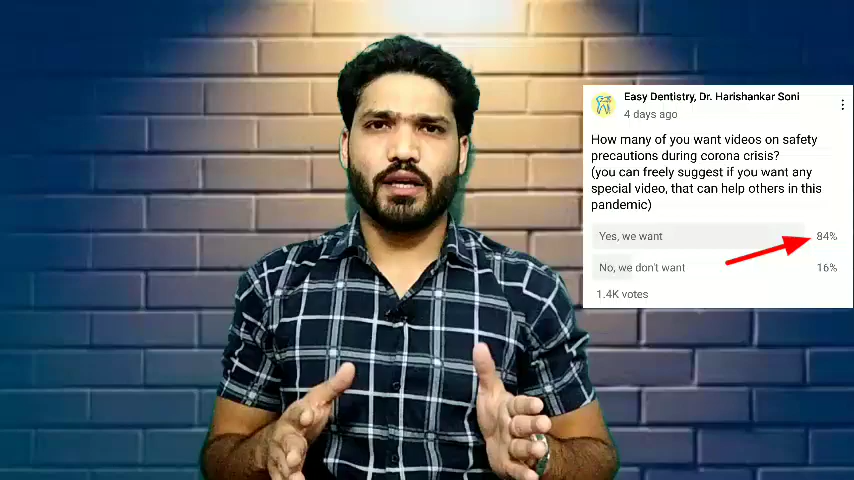 Easy Dentistry, Dr. Harishankar Soni
4 days ago
How many of you want videos on safety
precautions during corona crisis?
(you can freely suggest if you want any
special video, that can help others in this
pandemic)
Yes, we want 84%
No, we don't want 16%
1.4K votes